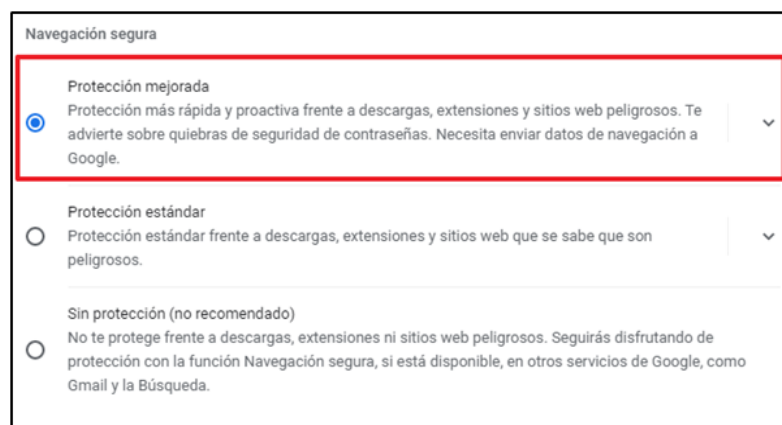 Navegación segura
Protección mejorada
Protección más rápida y proactiva frente a descargas, extensiones y sitios web peligrosos. Te
advierte sobre quiebras de seguridad de contraseñas. Necesita enviar datos de navegación a
Google.
Protección estándar
Protección estándar frente a descargas, extensiones y sitios web que se sabe que son
peligrosos.
Sin protección (no recomendado)
No te protege frente a descargas, extensiones ni sitios web peligrosos. Seguirás disfrutando de
protección con la función Navegación segura, si está disponible, en otros servicios de Google, como
Gmail y la Búsqueda.